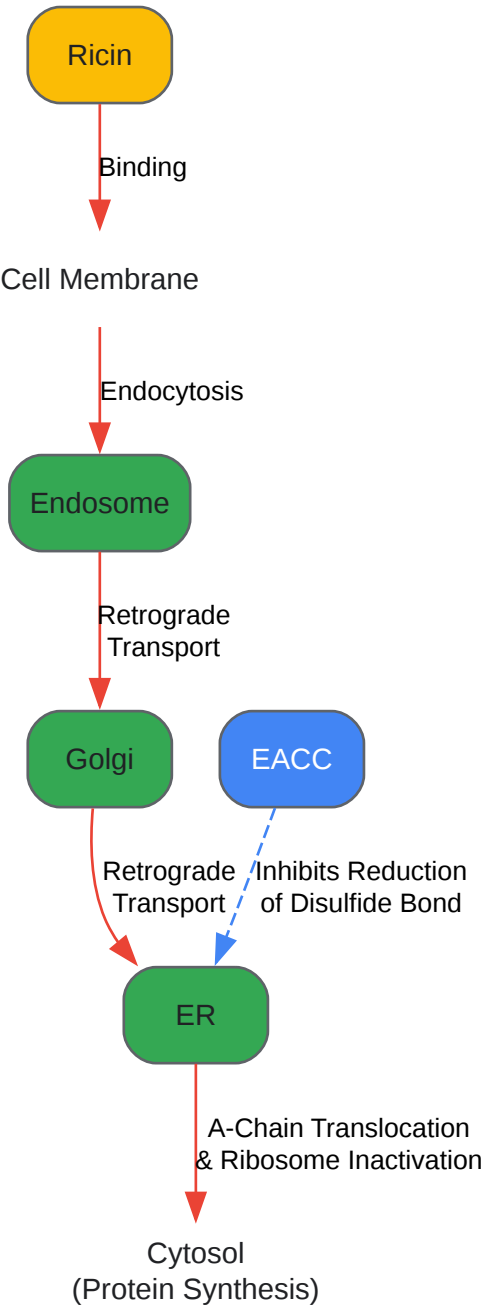 Ricin
Binding
Cell Membrane
Endocytosis
Endosome
Retrograde
Transport
Golgi
EACC
Retrograde
Transport
Inhibits Reduction
of Disulfide Bond
ER
A-Chain Translocation
& Ribosome Inactivation
Cytosol
(Protein Synthesis)